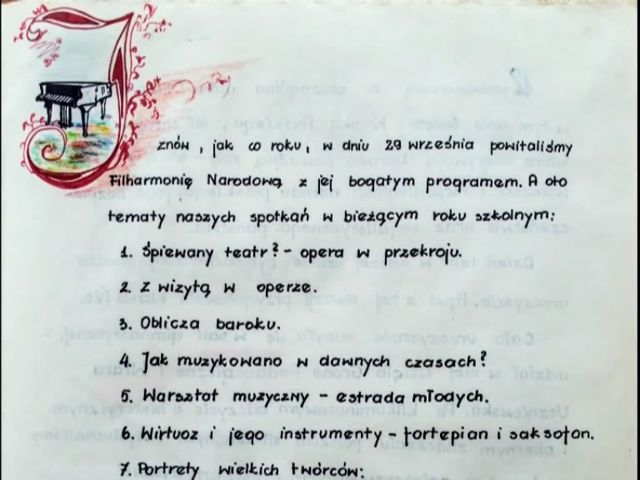 I znów, jak co roku, w dniu 29 września powitaliśmy
Filharmonię Narodową z jej bogatym programem. A oto
tematy naszych spotkań w bieżącym roku szkolnym:
1. Śpiewany teatr? - opera w przekroju.
2. Z wizytą w operze.
3. Oblicza baroku.
4. Jak muzykowano w dawnych czasach?
5. Warsztat muzyczny - estrada młodych.
6. Wirtuoz i jego instrumenty - fortepian i saksofon.
7. Portrety wielkich twórców: